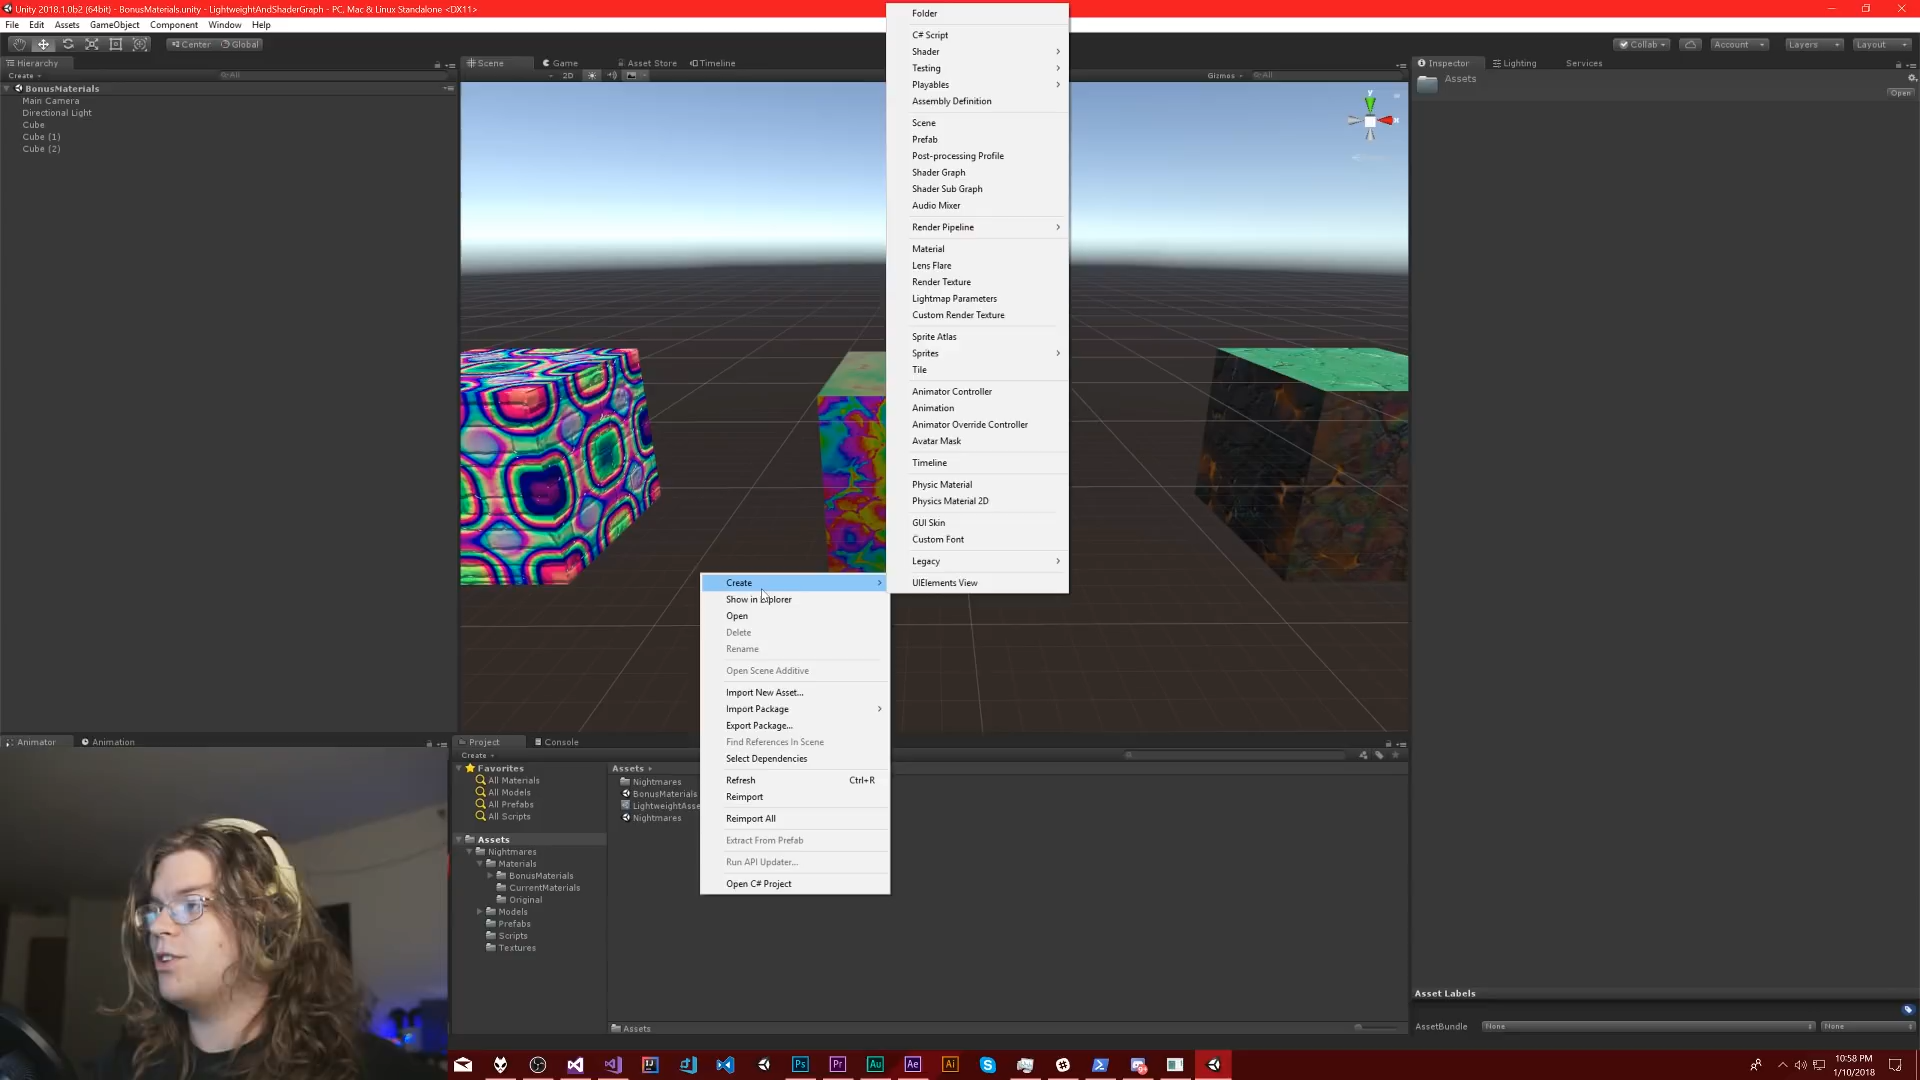 Unity 2018.1.0b2 (64bit) - BonusMaterials.unity - LightweightAndShaderGraph - PC, Mac & Linux Standalone <DX11>
File Edit Assets GameObject Component Window Help
Center Global
Collab Account Layers Layout
Hierarchy
Create All
BonusMaterials
Main Camera
Directional Light
Cube
Cube (1)
Cube (2)
Scene Game Asset Store Timeline
2D Gizmos All
y
x
Folder
C# Script
Shader
Testing
Playables
Assembly Definition
Scene
Prefab
Post-processing Profile
Shader Graph
Shader Sub Graph
Audio Mixer
Render Pipeline
Material
Lens Flare
Render Texture
Lightmap Parameters
Custom Render Texture
Sprite Atlas
Sprites
Tile
Animator Controller
Animation
Animator Override Controller
Avatar Mask
Timeline
Physic Material
Physics Material 2D
GUI Skin
Custom Font
Legacy
UIElements View
Create
Show in Explorer
Open
Delete
Rename
Open Scene Additive
Import New Asset...
Import Package
Export Package...
Find References In Scene
Select Dependencies
Refresh Ctrl+R
Reimport
Reimport All
Extract From Prefab
Run API Updater...
Open C# Project
Inspector Lighting Services
Assets
Open
Animator Animation
Project Console
Create
Favorites
All Materials
All Models
All Prefabs
All Scripts
Assets
Nightmares
Materials
BonusMaterials
CurrentMaterials
Original
Models
Prefabs
Scripts
Textures
Assets
Nightmares
BonusMaterials
LightweightAsse
Nightmares
Assets
Asset Labels
AssetBundle None None
Ps Pr Au Ae Ai
10:58 PM
1/10/2018